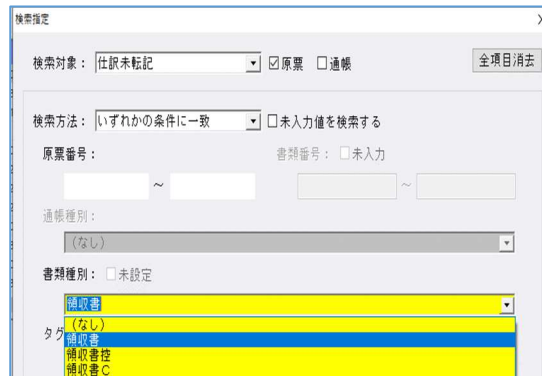 検索指定
検索対象： 仕訳未転記 ☑原票 □通帳 全項目消去
検索方法： いずれかの条件に一致 □未入力値を検索する
原票番号： 書類番号： □未入力
～ ～
通帳種別：
(なし)
書類種別： □未設定
領収書
(なし)
タグ
領収書
領収書控
領収書C